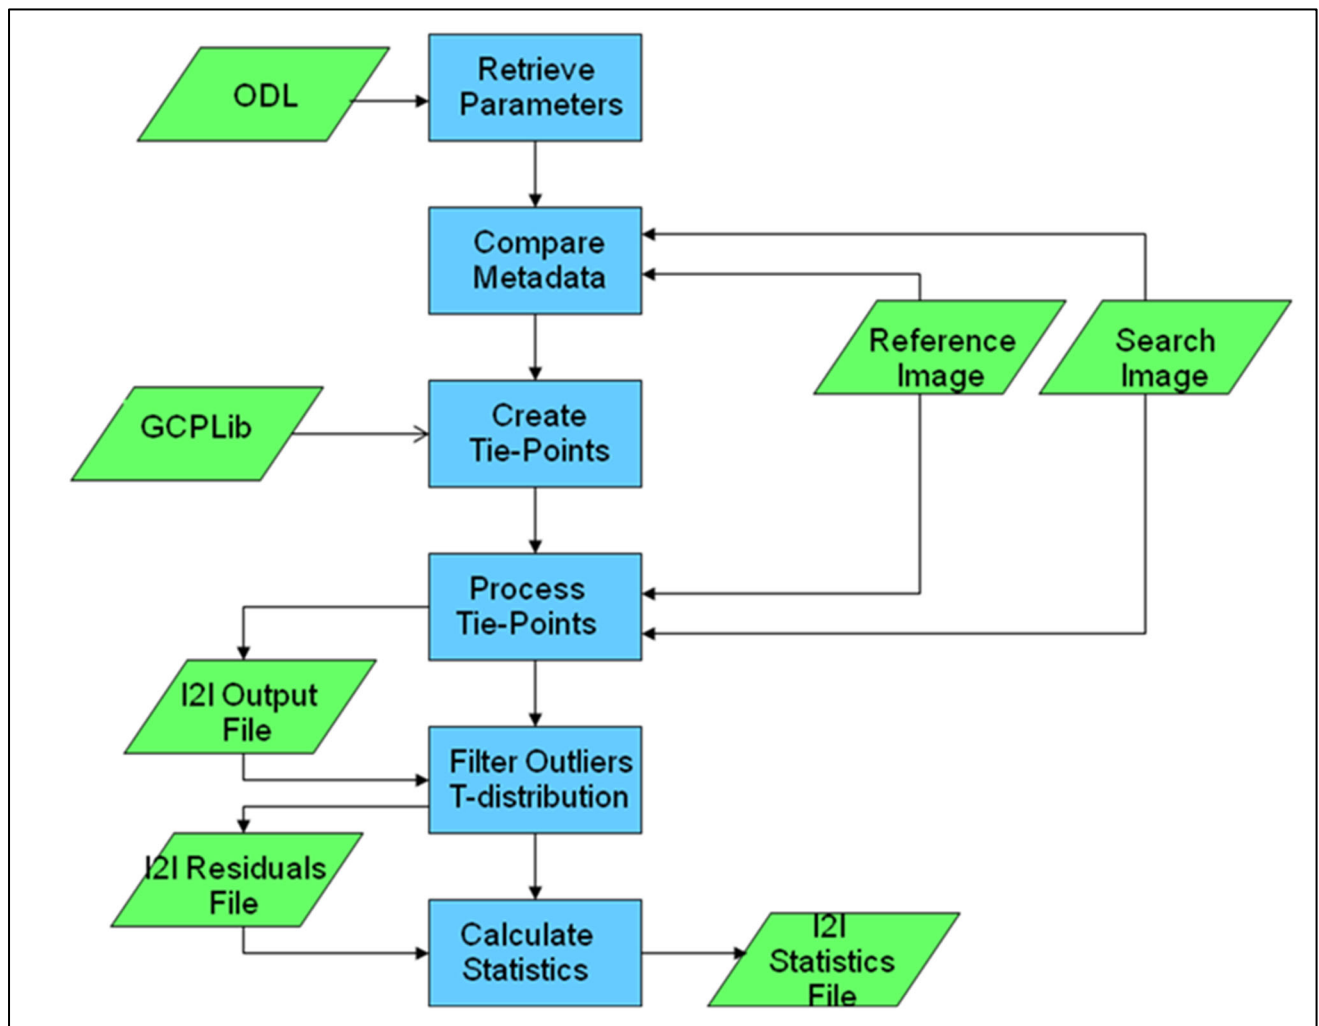 ODL
Retrieve
Parameters
Compare
Metadata
Reference
Image
Search
Image
GCPLib
Create
Tie-Points
Process
Tie-Points
I2I Output
File
Filter Outliers
T-distribution
I2I Residuals
File
Calculate
Statistics
I2I
Statistics
File